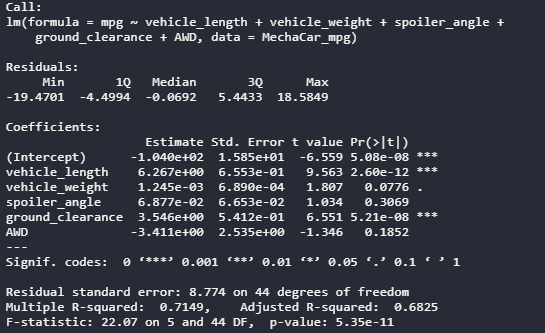 Call:
lm(formula = mpg ~ vehicle_length + vehicle_weight + spoiler_angle +
    ground_clearance + AWD, data = MechaCar_mpg)

Residuals:
     Min       1Q   Median       3Q      Max
-19.4701  -4.4994  -0.0692   5.4433  18.5849

Coefficients:
                   Estimate Std. Error t value Pr(>|t|)
(Intercept)      -1.040e+02  1.585e+01  -6.559 5.08e-08 ***
vehicle_length    6.267e+00  6.553e-01   9.563 2.60e-12 ***
vehicle_weight    1.245e-03  6.890e-04   1.807   0.0776 .
spoiler_angle     6.877e-02  6.653e-02   1.034   0.3069
ground_clearance  3.546e+00  5.412e-01   6.551 5.21e-08 ***
AWD              -3.411e+00  2.535e+00  -1.346   0.1852
---
Signif. codes:  0 ‘***’ 0.001 ‘**’ 0.01 ‘*’ 0.05 ‘.’ 0.1 ‘ ’ 1

Residual standard error: 8.774 on 44 degrees of freedom
Multiple R-squared:  0.7149,    Adjusted R-squared:  0.6825
F-statistic: 22.07 on 5 and 44 DF,  p-value: 5.35e-11